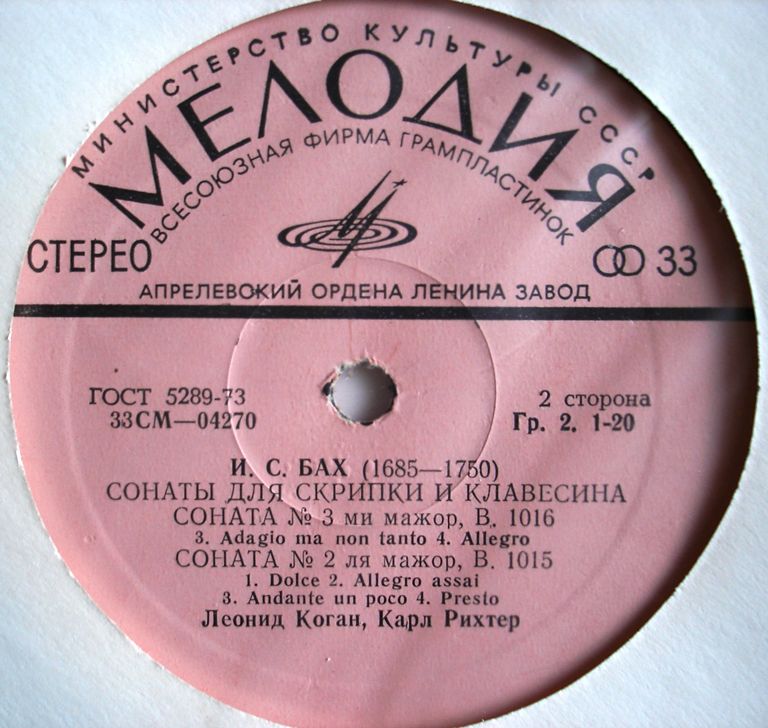 МИНИСТЕРСТВО КУЛЬТУРЫ СССР
МЕЛОДИЯ
ВСЕСОЮЗНАЯ ФИРМА ГРАМПЛАСТИНОК
СТЕРЕО
33
АПРЕЛЕВСКИЙ ОРДЕНА ЛЕНИНА ЗАВОД
ГОСТ 5289-73
33СМ—04270
2 сторона
Гр. 2. 1-20
И. С. БАХ (1685—1750)
СОНАТЫ ДЛЯ СКРИПКИ И КЛАВЕСИНА
СОНАТА № 3 ми мажор, В. 1016
3. Adagio ma non tanto 4. Allegro
СОНАТА № 2 ля мажор, В. 1015
1. Dolce 2. Allegro assai
3. Andante un poco 4. Presto
Леонид Коган, Карл Рихтер